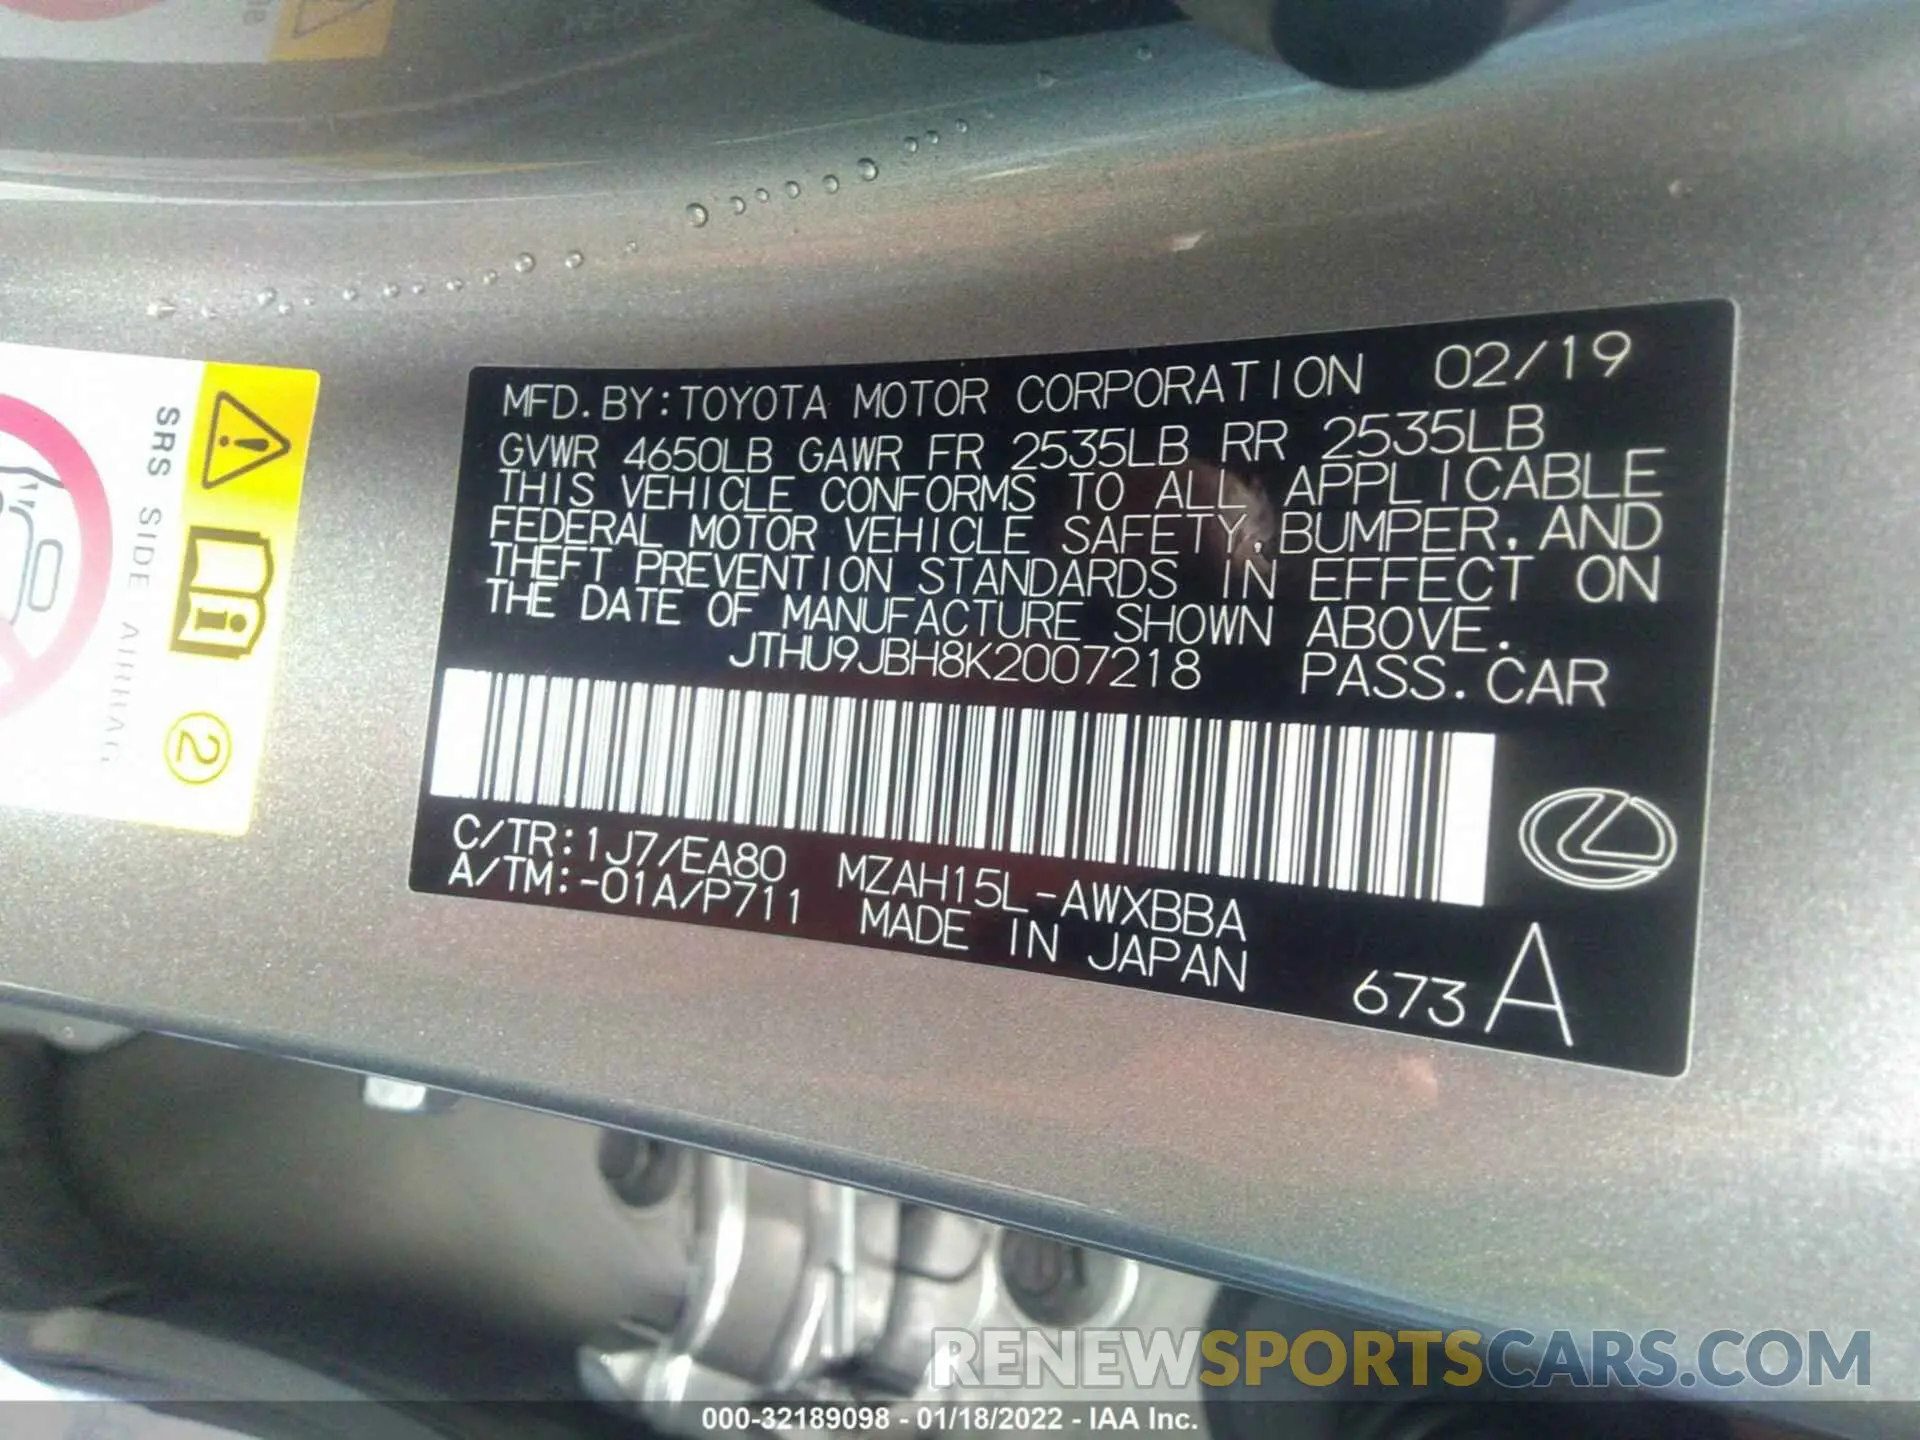 MFD. BY: TOYOTA MOTOR CORPORATION 02/19
GVWR 4650LB GAWR FR 2535LB RR 2535LB
THIS VEHICLE CONFORMS TO ALL APPLICABLE
FEDERAL MOTOR VEHICLE SAFETY, BUMPER, AND
THEFT PREVENTION STANDARDS IN EFFECT ON
THE DATE OF MANUFACTURE SHOWN ABOVE.
JTHU9JBH8K2007218 PASS. CAR
C/TR: 1J7/EA80 MZAH15L-AWXBBA
A/TM: -01A/P711 MADE IN JAPAN
673 A
SRS SIDE AIRBAG
2
RENEWSPORTSCARS.COM
000-32189098 - 01/18/2022 - IAA Inc.